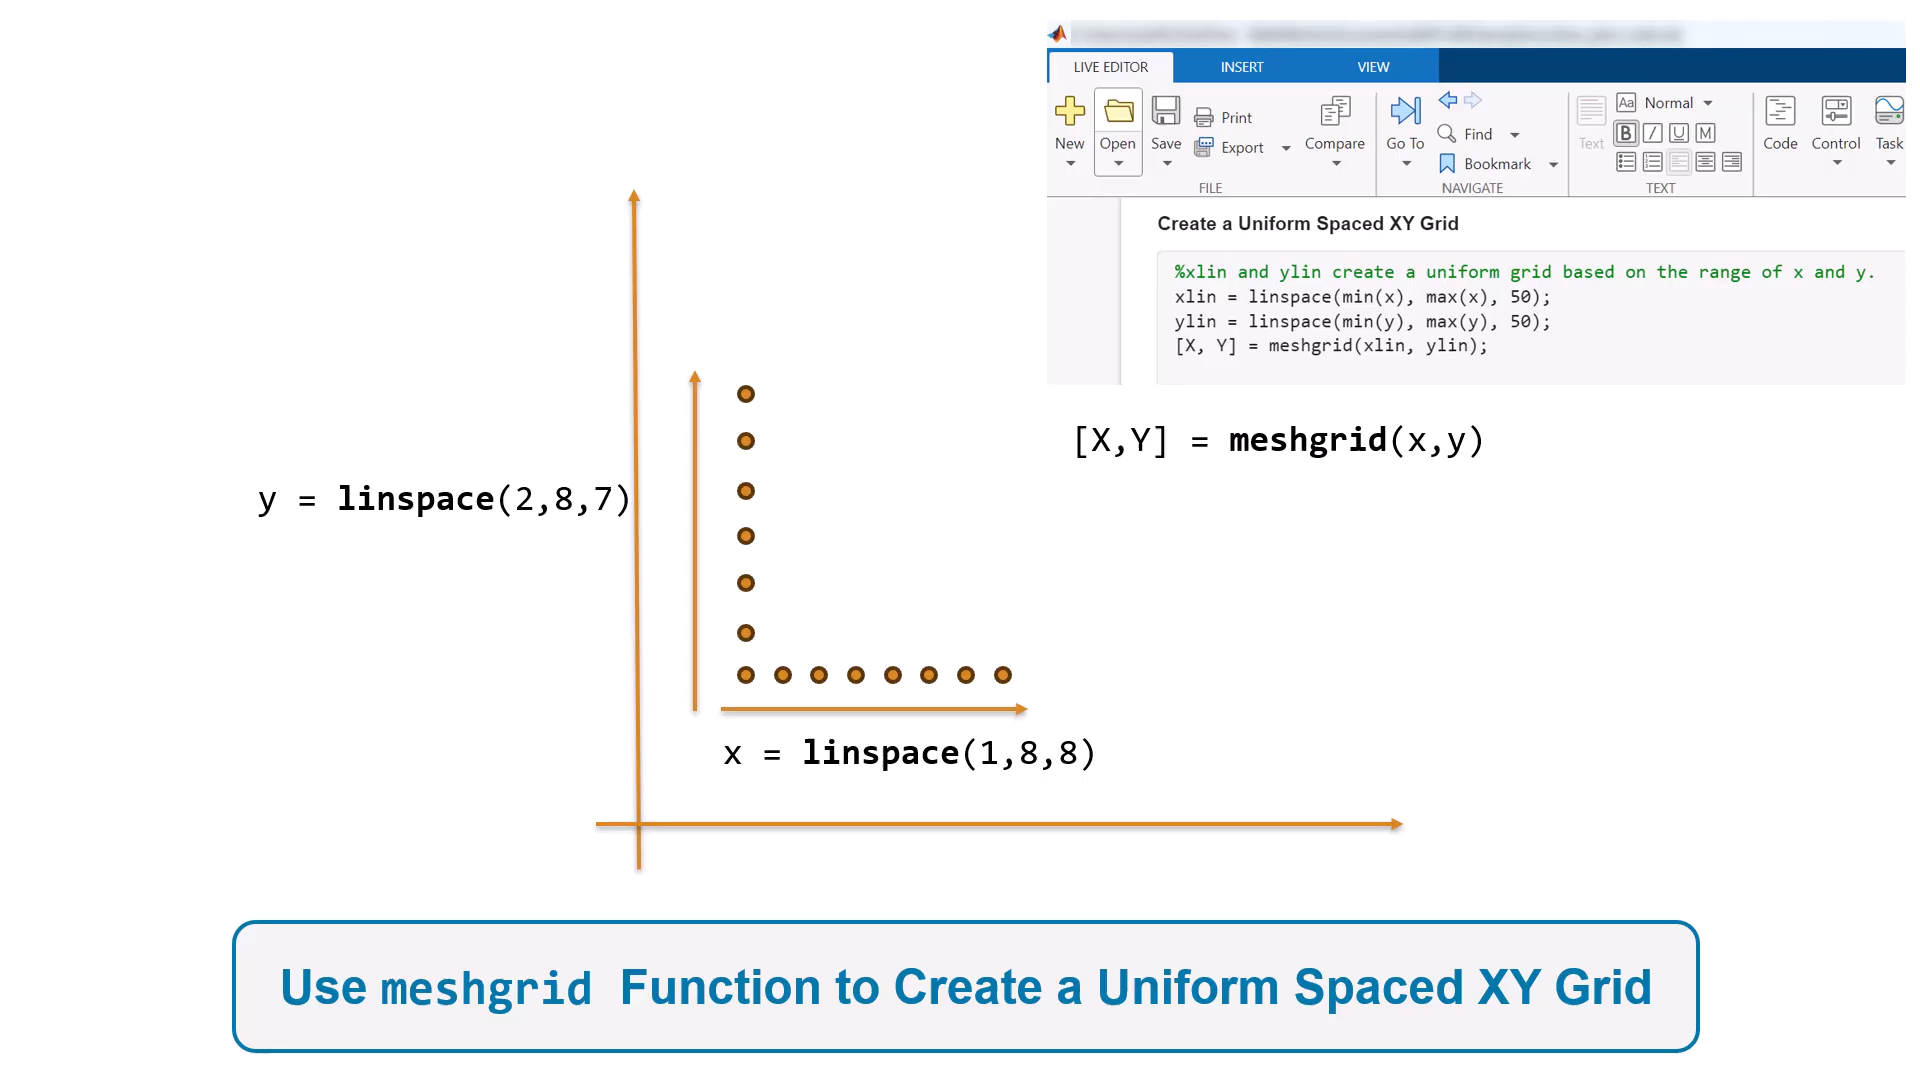 LIVE EDITOR INSERT VIEW
New Open Save Print Export Compare Go To Find Bookmark Text Aa Normal B I U M Code Control Task
FILE NAVIGATE TEXT
Create a Uniform Spaced XY Grid
%xlin and ylin create a uniform grid based on the range of x and y.
xlin = linspace(min(x), max(x), 50);
ylin = linspace(min(y), max(y), 50);
[X, Y] = meshgrid(xlin, ylin);
[X,Y] = meshgrid(x,y)
y = linspace(2,8,7)
x = linspace(1,8,8)
Use meshgrid Function to Create a Uniform Spaced XY Grid